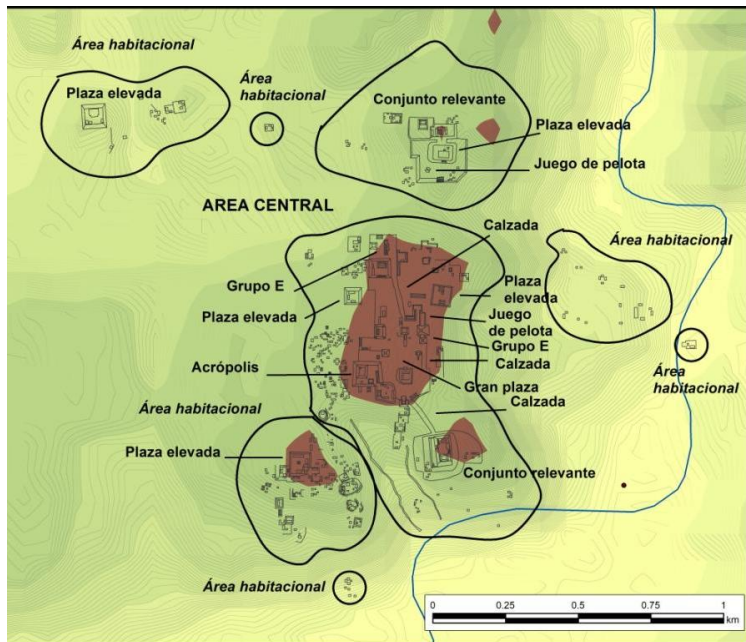 Área habitacional
Plaza elevada
Área
habitacional
Conjunto relevante
Plaza elevada
Juego de pelota
AREA CENTRAL
Calzada
Área habitacional
Grupo E
Plaza
elevada
Plaza elevada
Juego
de pelota
Grupo E
Calzada
Acrópolis
Gran plaza
Área
habitacional
Calzada
Área habitacional
Plaza elevada
Conjunto relevante
Área habitacional
0 0.25 0.5 0.75 1
km